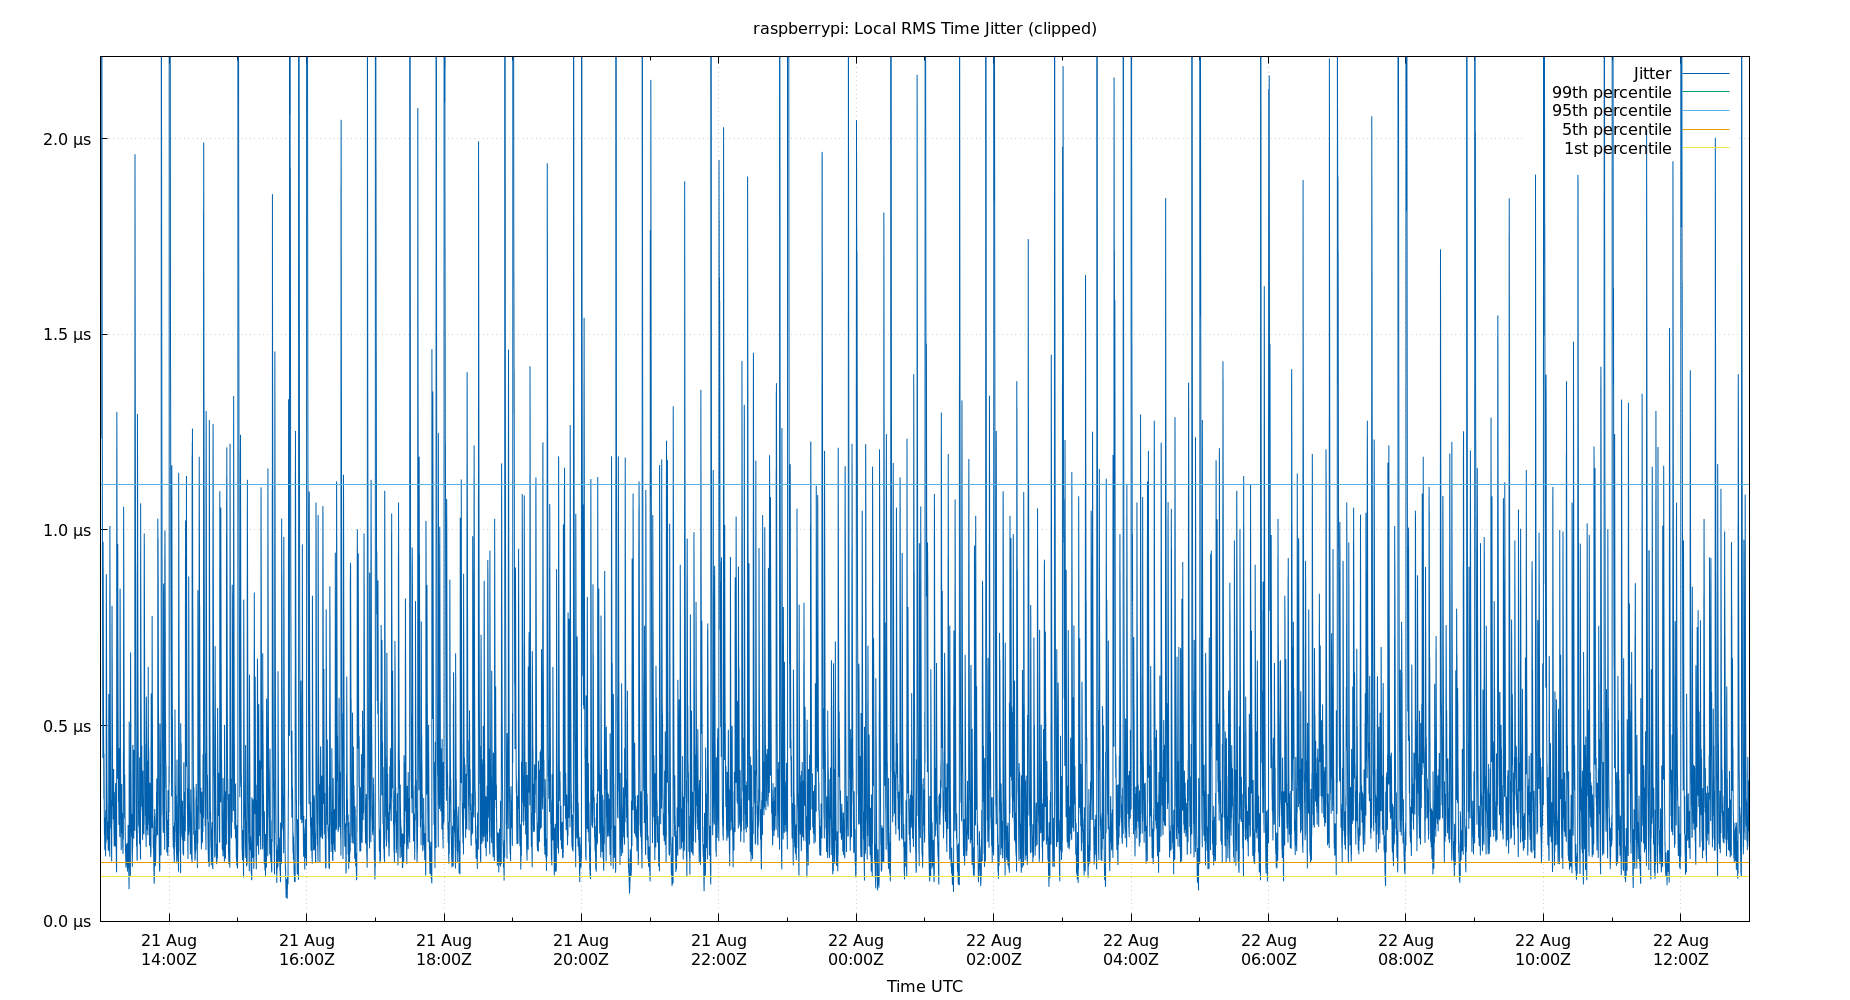 raspberrypi: Local RMS Time Jitter (clipped)
Jitter
99th percentile
95th percentile
5th percentile
1st percentile
2.0 µs
1.5 µs
1.0 µs
0.5 µs
0.0 µs
21 Aug 21 Aug 21 Aug 21 Aug 21 Aug 22 Aug 22 Aug 22 Aug 22 Aug 22 Aug 22 Aug 22 Aug
14:00Z 16:00Z 18:00Z 20:00Z 22:00Z 00:00Z 02:00Z 04:00Z 06:00Z 08:00Z 10:00Z 12:00Z
Time UTC